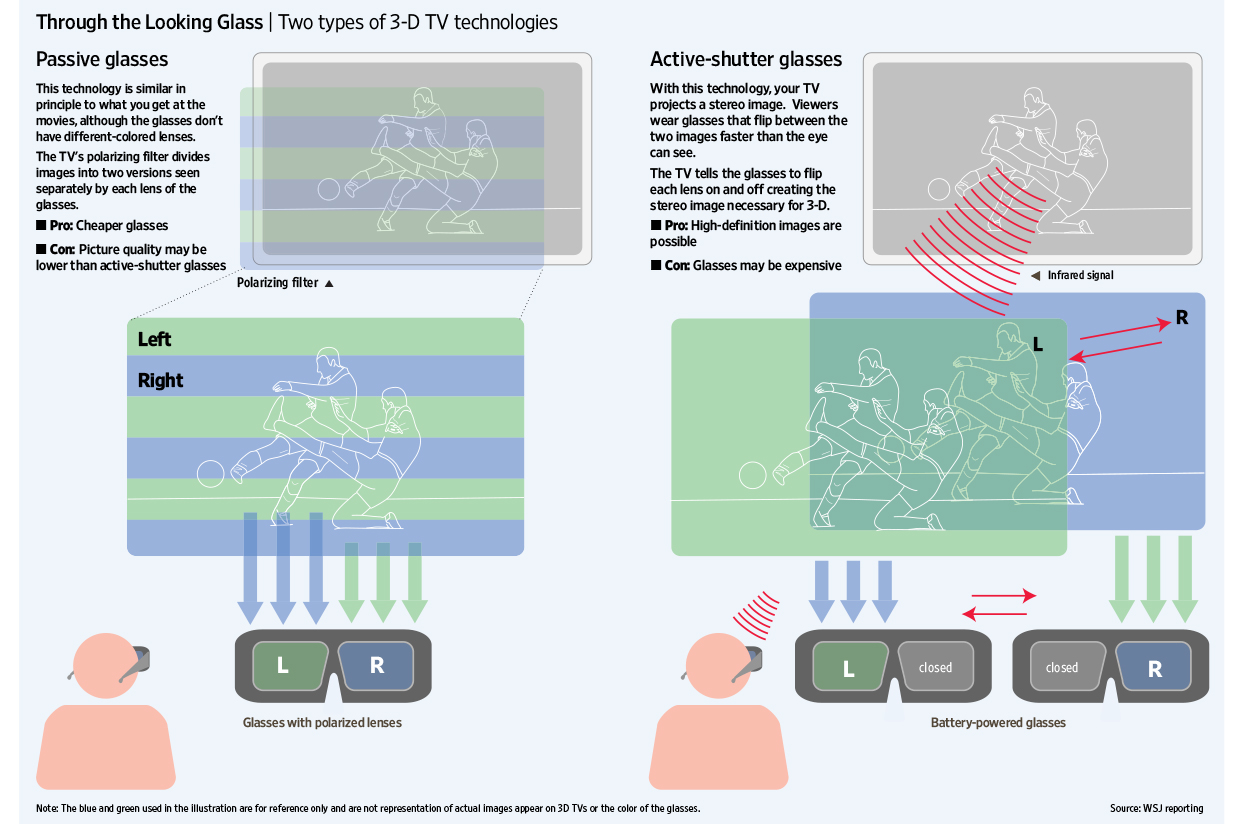 Through the Looking Glass | Two types of 3-D TV technologies
Passive glasses
This technology is similar in
principle to what you get at the
movies, although the glasses don't
have different-colored lenses.
The TV's polarizing filter divides
images into two versions seen
separately by each lens of the
glasses.
■ Pro: Cheaper glasses
■ Con: Picture quality may be
lower than active-shutter glasses
Polarizing filter ▲
Left
Right
L
R
Glasses with polarized lenses
Active-shutter glasses
With this technology, your TV
projects a stereo image. Viewers
wear glasses that flip between the
two images faster than the eye
can see.
The TV tells the glasses to flip
each lens on and off creating the
stereo image necessary for 3-D.
■ Pro: High-definition images are
possible
■ Con: Glasses may be expensive
◀ Infrared signal
R
L
L
closed
closed
R
Battery-powered glasses
Note: The blue and green used in the illustration are for reference only and are not representation of actual images appear on 3D TVs or the color of the glasses.
Source: WSJ reporting